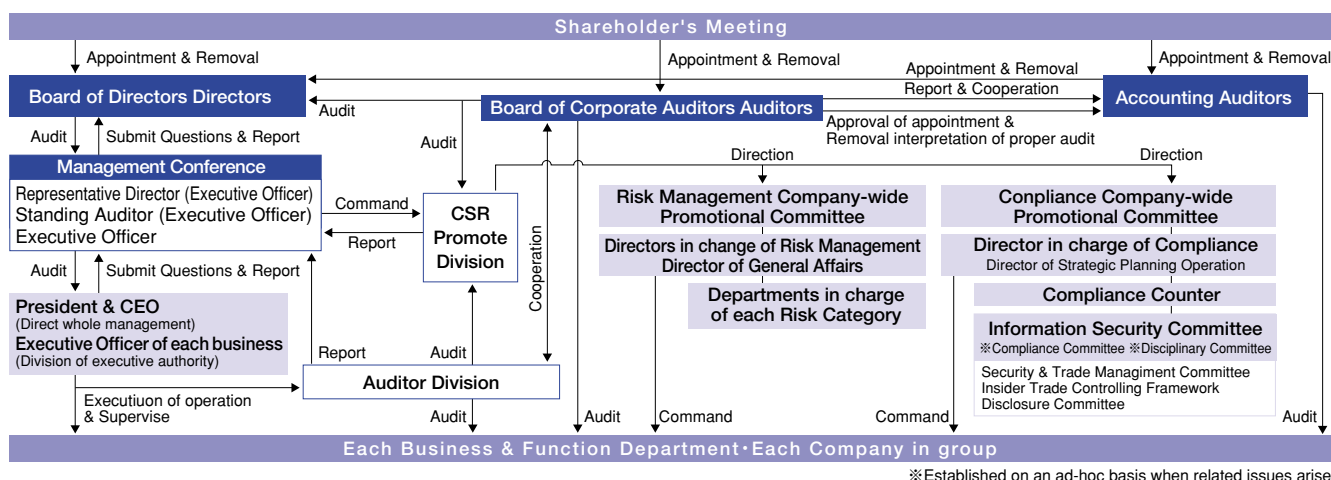 Shareholder's Meeting
Appointment & Removal
Appointment & Removal
Appointment & Removal
Appointment & Removal
Board of Directors Directors
Board of Corporate Auditors Auditors
Accounting Auditors
Report & Cooperation
Audit
Approval of appointment &
Removal interpretation of proper audit
Audit
Submit Questions & Report
Audit
Direction
Direction
Management Conference
Representative Director (Executive Officer)
Standing Auditor (Executive Officer)
Executive Officer
Command
Report
CSR
Promote
Division
Cooperation
Risk Management Company-wide
Promotional Committee
Directors in change of Risk Management
Director of General Affairs
Departments in charge
of each Risk Category
Conpliance Company-wide
Promotional Committee
Director in charge of Compliance
Director of Strategic Planning Operation
Compliance Counter
Information Security Committee
※Compliance Committee ※Disciplinary Committee
Security & Trade Managiment Committee
Insider Trade Controlling Framework
Disclosure Committee
Audit
Submit Questions & Report
President & CEO
(Direct whole management)
Executive Officer of each business
(Division of executive authority)
Report
Audit
Auditor Division
Executiuon of operation
& Supervise
Audit
Audit
Command
Command
Audit
Each Business & Function Department･Each Company in group
※Established on an ad-hoc basis when related issues arise